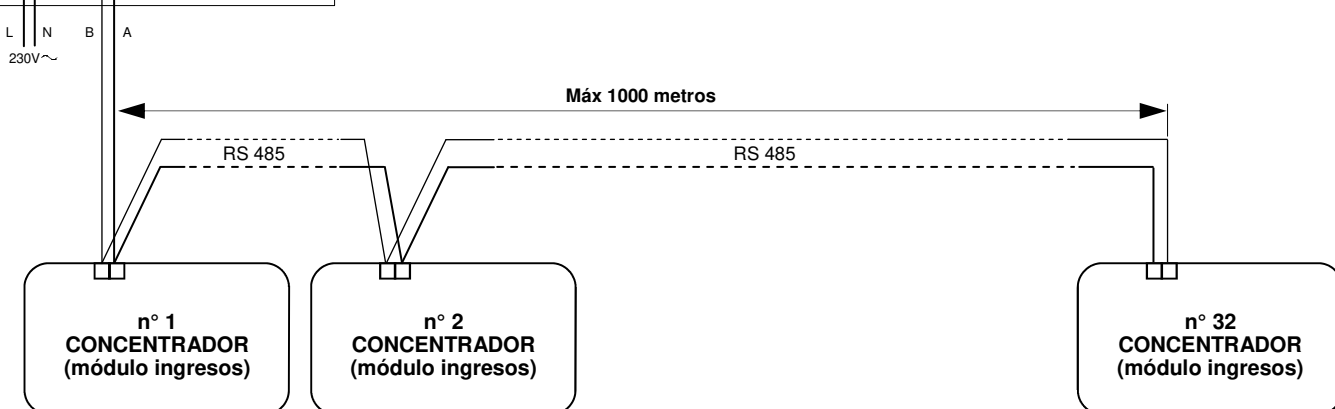 L N B A
230V~
Máx 1000 metros
RS 485 RS 485
n° 1
CONCENTRADOR
(módulo ingresos)
n° 2
CONCENTRADOR
(módulo ingresos)
n° 32
CONCENTRADOR
(módulo ingresos)